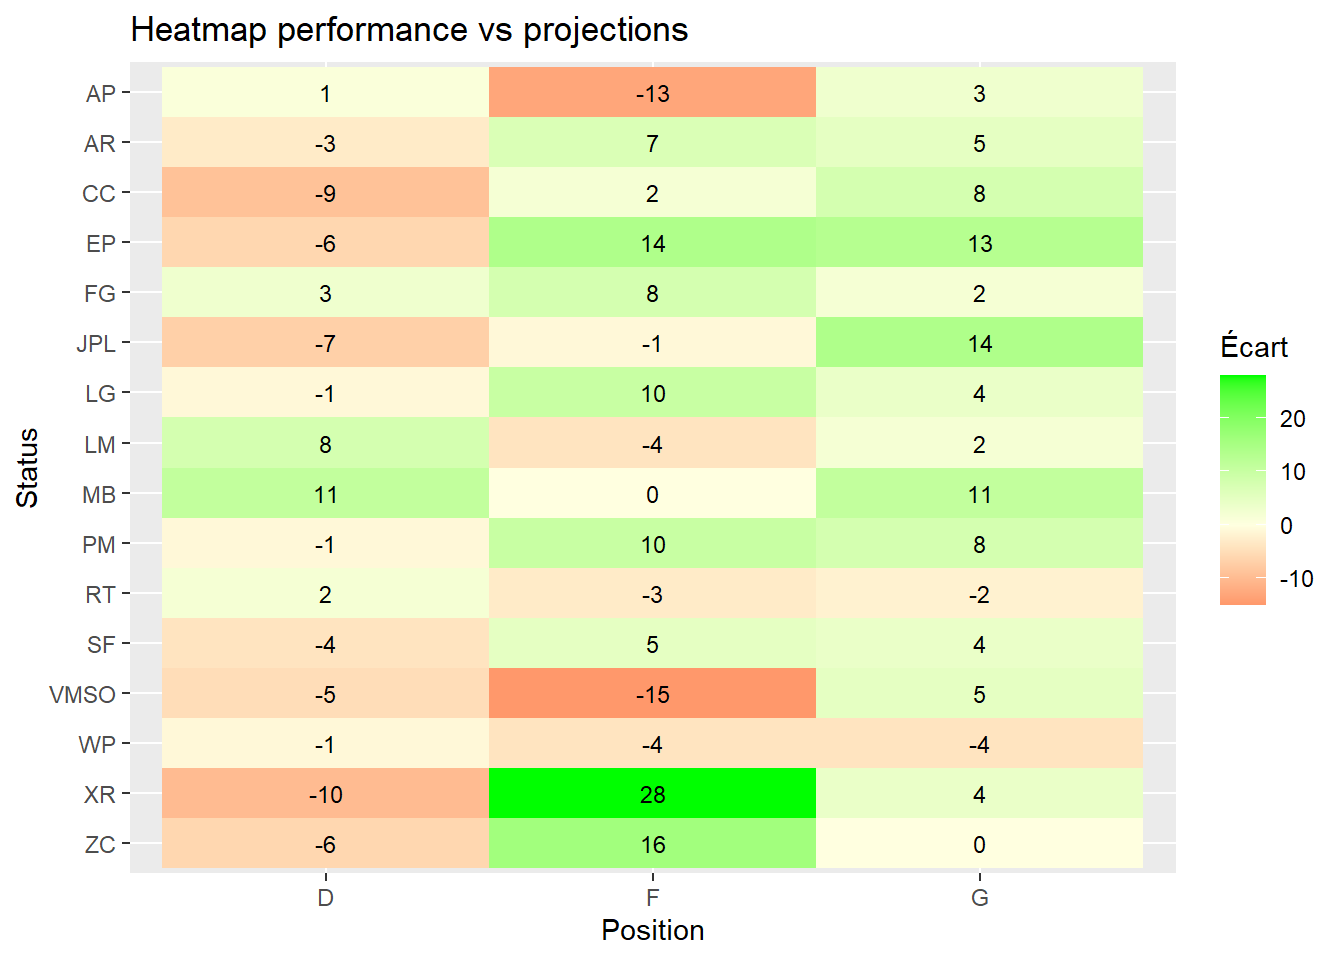 Heatmap performance vs projections
AP 1 -13 3
AR -3 7 5
CC -9 2 8
EP -6 14 13
FG 3 8 2
JPL -7 -1 14
LG -1 10 4
LM 8 -4 2
MB 11 0 11
PM -1 10 8
RT 2 -3 -2
SF -4 5 4
VMSO -5 -15 5
WP -1 -4 -4
XR -10 28 4
ZC -6 16 0
D F G
Position
Status
Écart
20
10
0
-10